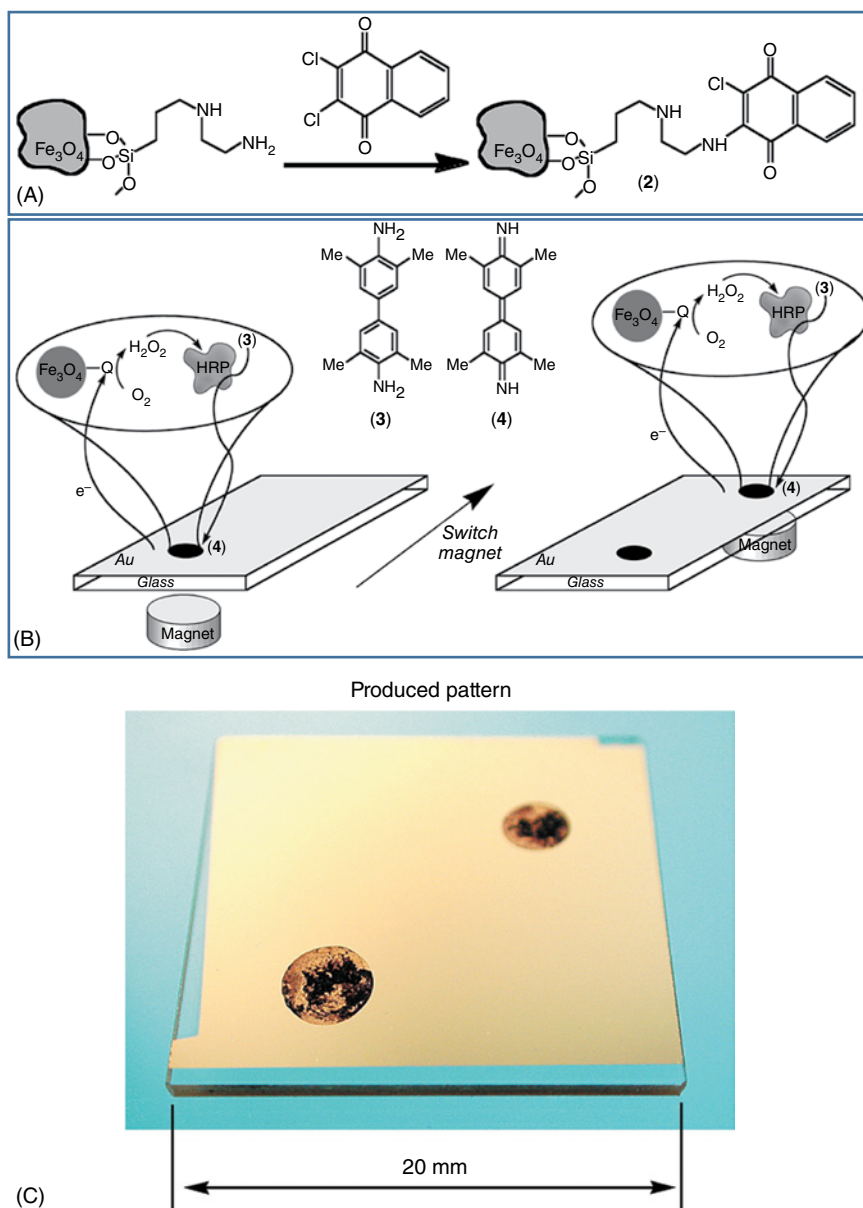 Cl
Cl
O
O
NH
NH₂
Fe₃O₄
O
O
Si
O
(A)
O
Cl
NH
NH
O
Fe₃O₄
O
O
Si
O
(2)
NH₂
Me
Me
Me
Me
NH₂
(3)
NH
Me
Me
Me
Me
NH
(4)
Fe₃O₄
Q
H₂O₂
O₂
HRP
(3)
e⁻
(4)
Au
Glass
Magnet
(B)
Switch
magnet
Fe₃O₄
Q
H₂O₂
O₂
HRP
(3)
e⁻
(4)
Au
Glass
Magnet
Produced pattern
20 mm
(C)